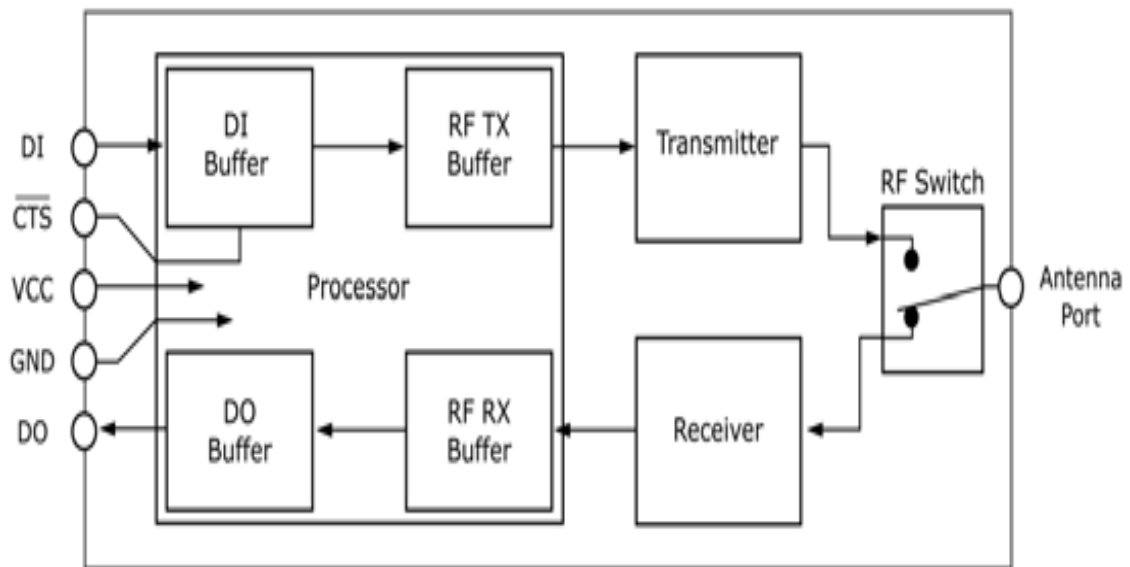 DI
Buffer
RF TX
Buffer
Transmitter
RF Switch
DI
CTS
VCC
GND
DO
Processor
Antenna
Port
DO
Buffer
RF RX
Buffer
Receiver